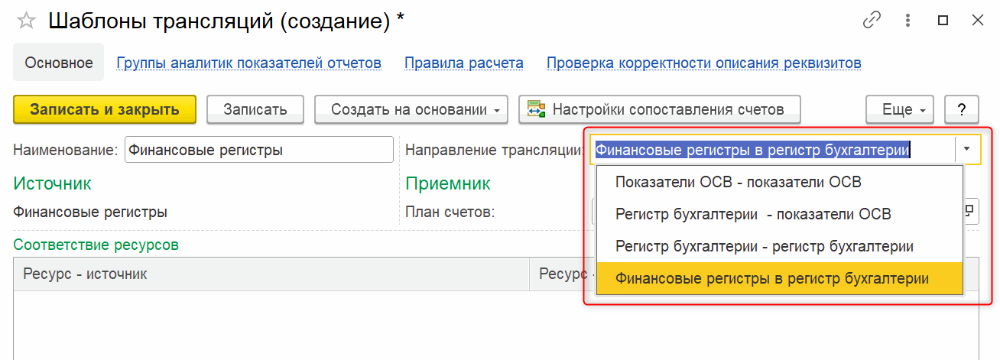 Шаблоны трансляций (создание) *
Основное Группы аналитик показателей отчетов Правила расчета Проверка корректности описания реквизитов
Записать и закрыть Записать Создать на основании Настройки сопоставления счетов Еще ?
Наименование: Финансовые регистры Направление трансляции: Финансовые регистры в регистр бухгалтерии
Источник Приемник
Показатели ОСВ - показатели ОСВ
Финансовые регистры План счетов:
Регистр бухгалтерии - показатели ОСВ
Соответствие ресурсов
Регистр бухгалтерии - регистр бухгалтерии
Ресурс - источник Ресурс -
Финансовые регистры в регистр бухгалтерии